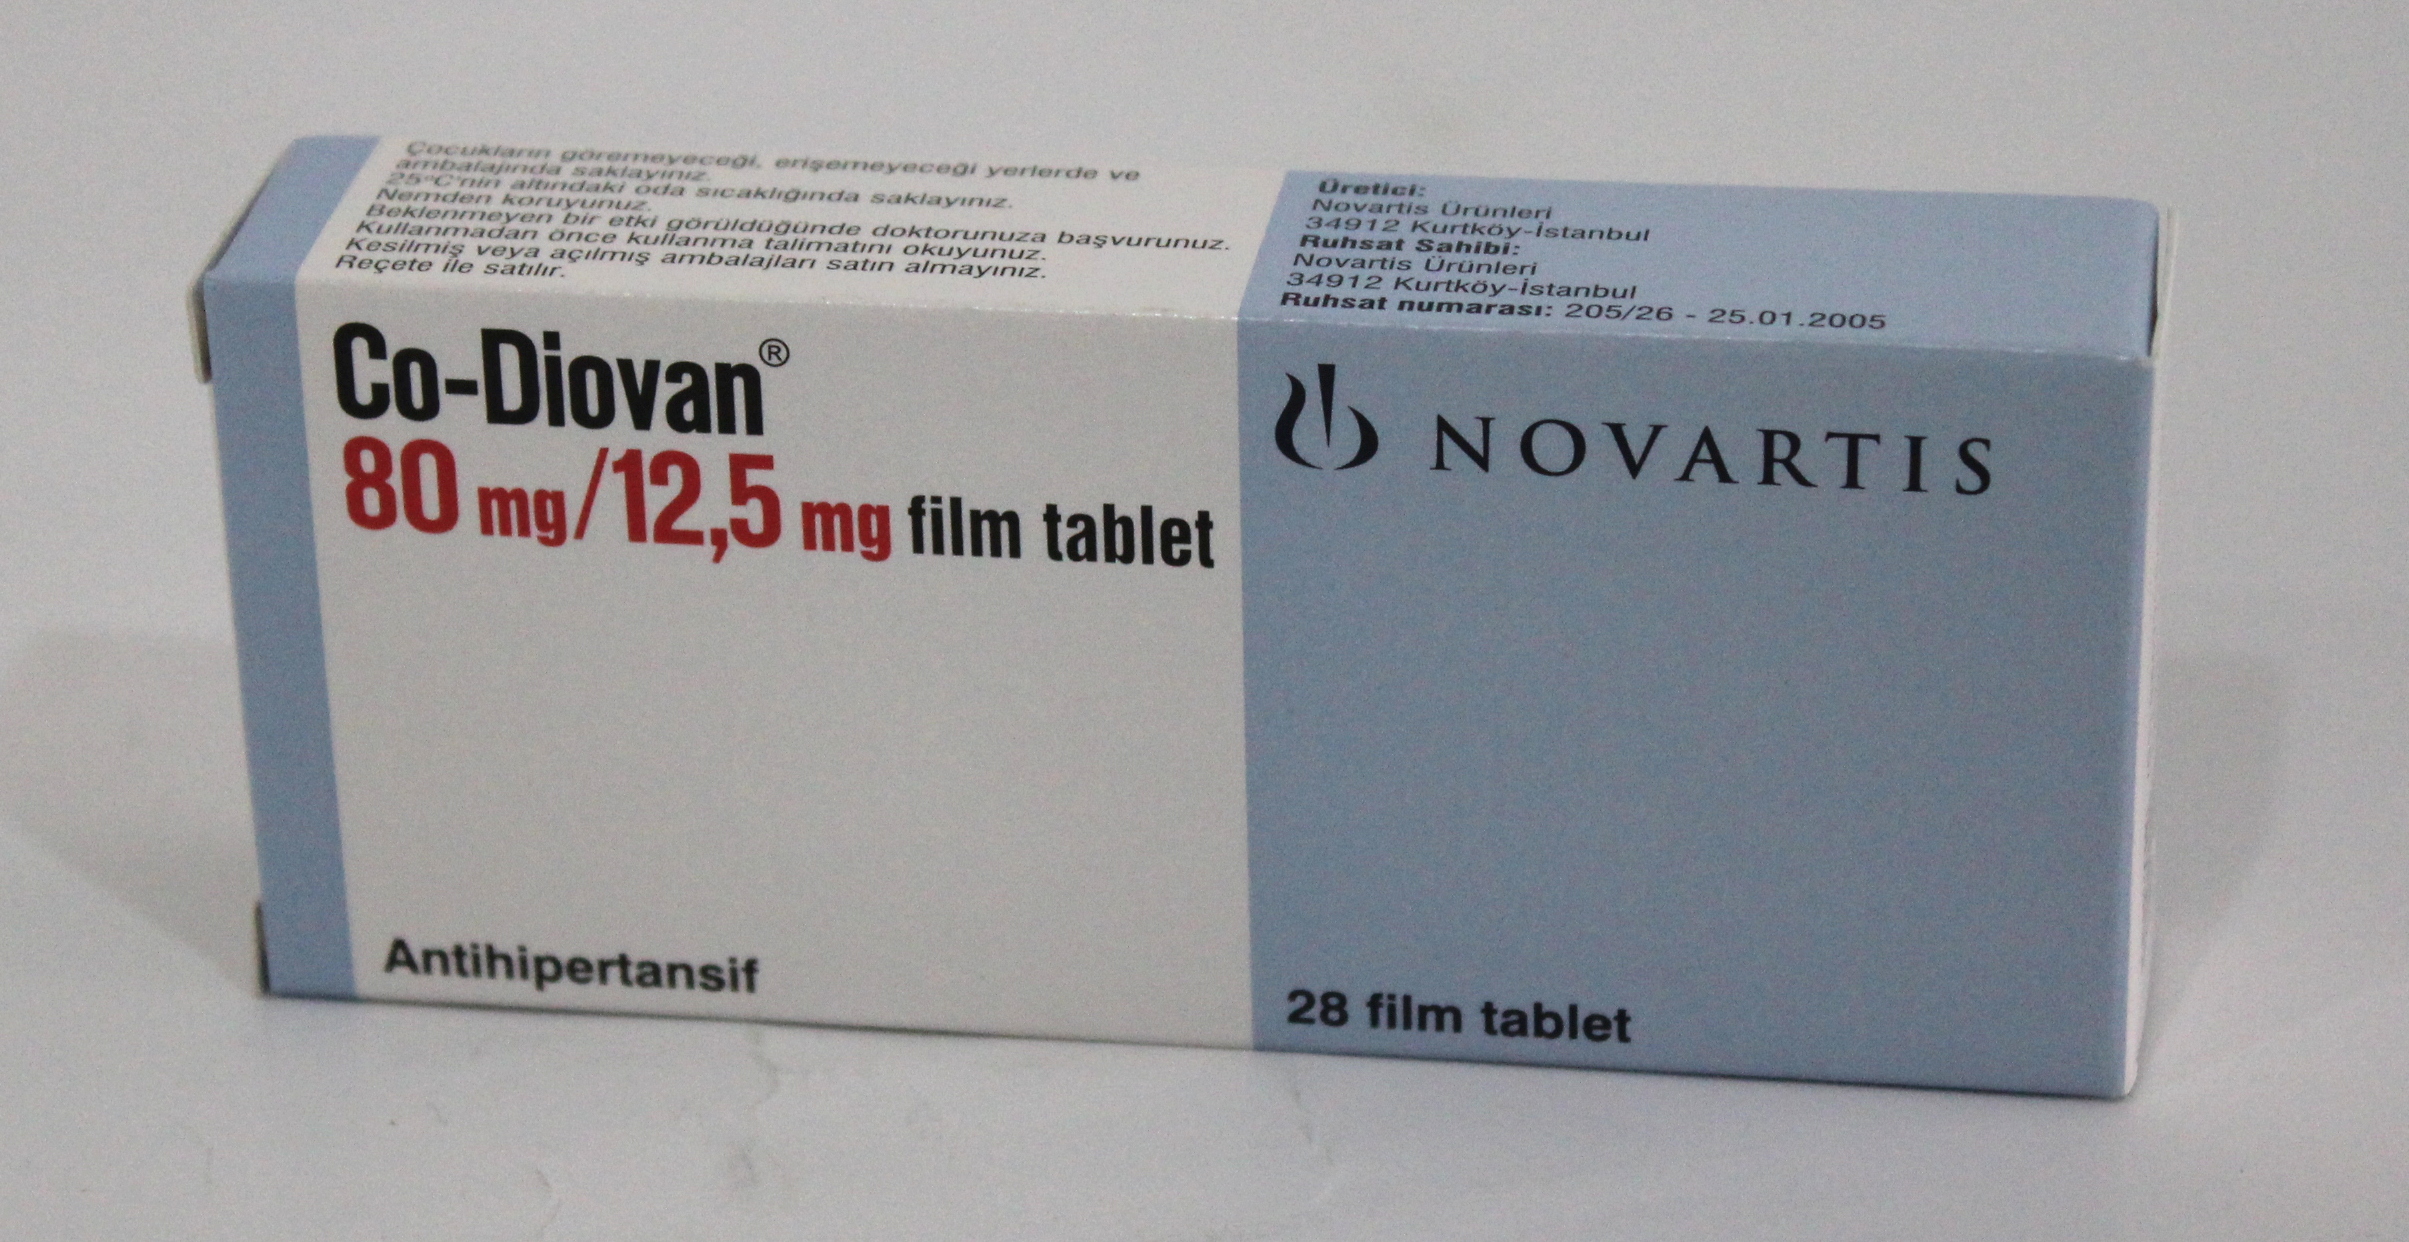 Çocukların göremeyeceği, erişemeyeceği yerlerde ve
ambalajında saklayınız.
25°C'nin altındaki oda sıcaklığında saklayınız.
Nemden koruyunuz.
Beklenmeyen bir etki görüldüğünde doktorunuza başvurunuz.
Kullanmadan önce kullanma talimatını okuyunuz.
Kesilmiş veya açılmış ambalajları satın almayınız.
Reçete ile satılır.
Üretici:
Novartis Ürünleri
34912 Kurtköy-İstanbul
Ruhsat Sahibi:
Novartis Ürünleri
34912 Kurtköy-İstanbul
Ruhsat numarası: 205/26 - 25.01.2005
Co-Diovan®
80 mg/12,5 mg film tablet
Antihipertansif
NOVARTIS
28 film tablet